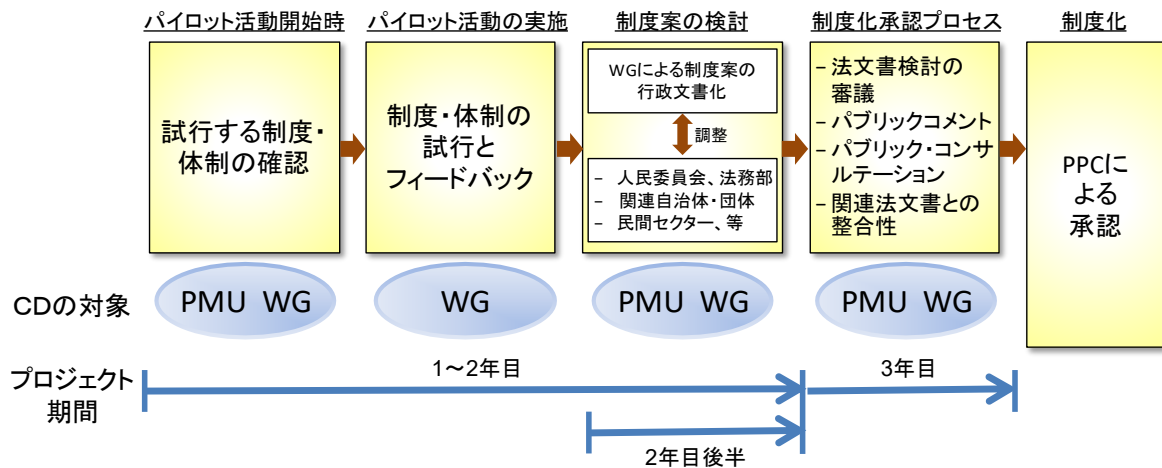 パイロット活動開始時
試行する制度・
体制の確認
パイロット活動の実施
制度・体制の
試行と
フィードバック
制度案の検討
WGによる制度案の
行政文書化
調整
– 人民委員会、法務部
– 関連自治体・団体
– 民間セクター、等
制度化承認プロセス
– 法文書検討の
審議
– パブリックコメント
– パブリック・コンサ
ルテーション
– 関連法文書との
整合性
制度化
PPCに
よる
承認
CDの対象
PMU WG
WG
PMU WG
PMU WG
プロジェクト
期間
1～2年目
3年目
2年目後半